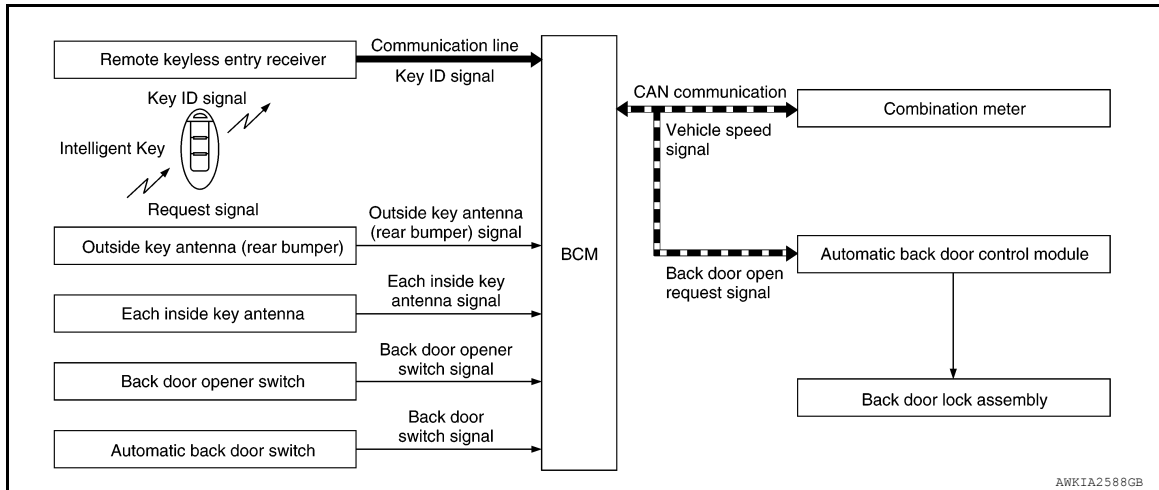 Remote keyless entry receiver
Communication line
Key ID signal
Key ID signal
Intelligent Key
Request signal
Outside key antenna (rear bumper)
Outside key antenna
(rear bumper) signal
Each inside key antenna
Each inside key
antenna signal
Back door opener switch
Back door opener
switch signal
Automatic back door switch
Back door
switch signal
BCM
CAN communication
Vehicle speed
signal
Combination meter
Back door open
request signal
Automatic back door control module
Back door lock assembly
AWKIA2588GB